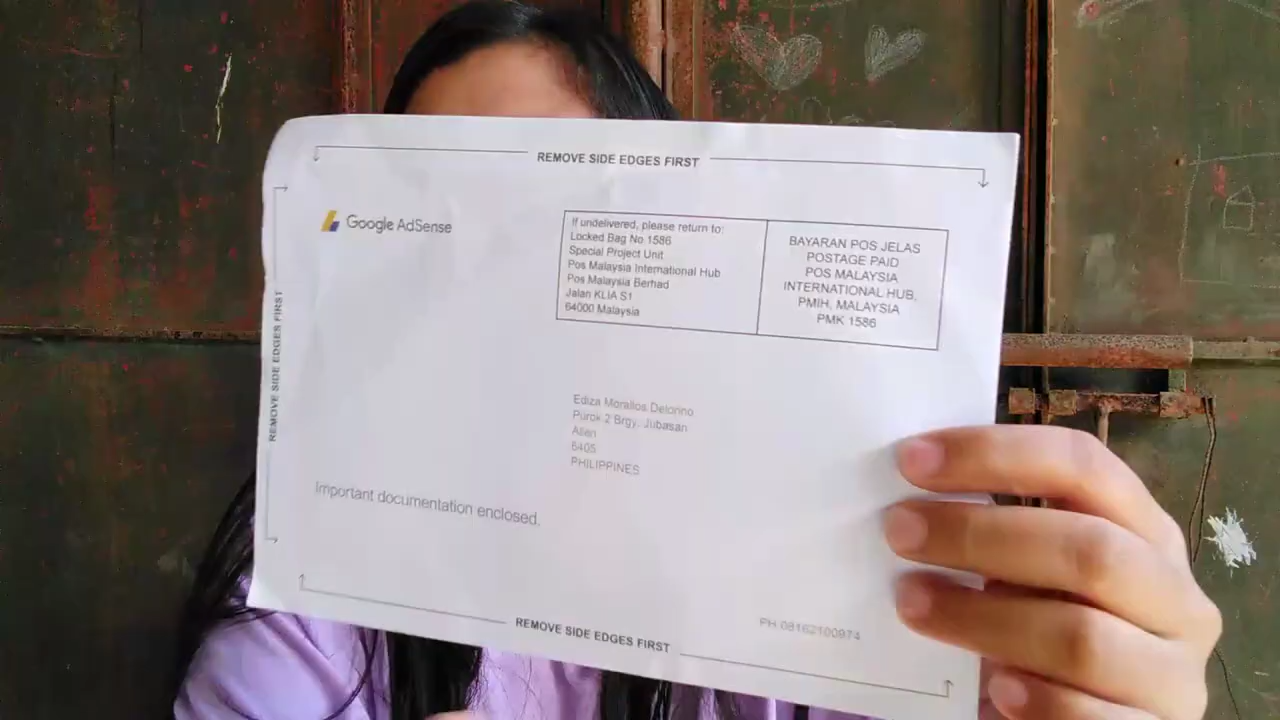 REMOVE SIDE EDGES FIRST
Google AdSense
If undelivered, please return to:
Locked Bag No 1586
Special Project Unit
Pos Malaysia International Hub
Pos Malaysia Berhad
Jalan KLIA S1
64000 Malaysia
BAYARAN POS JELAS
POSTAGE PAID
POS MALAYSIA
INTERNATIONAL HUB,
PMIH, MALAYSIA
PMK 1586
REMOVE SIDE EDGES FIRST
Ediza Morallos Delorino
Purok 2 Brgy. Jubasan
Allen
6405
PHILIPPINES
Important documentation enclosed.
PH 08162100974
REMOVE SIDE EDGES FIRST